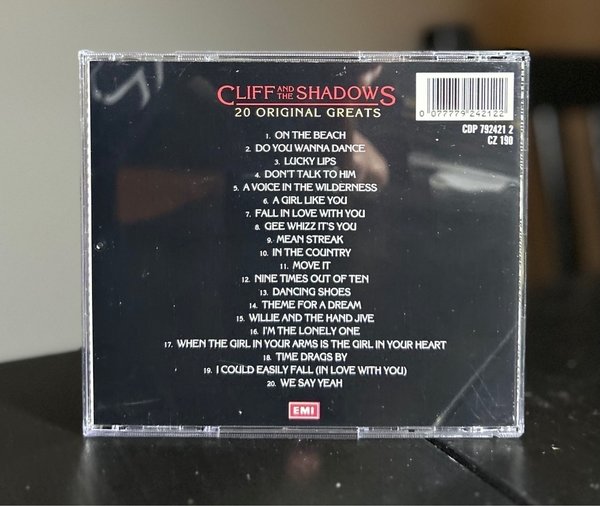 CLIFF AND THE SHADOWS
20 ORIGINAL GREATS
0 077779 242122
CDP 792421 2
CZ 190
1. ON THE BEACH
2. DO YOU WANNA DANCE
3. LUCKY LIPS
4. DON'T TALK TO HIM
5. A VOICE IN THE WILDERNESS
6. A GIRL LIKE YOU
7. FALL IN LOVE WITH YOU
8. GEE WHIZZ IT'S YOU
9. MEAN STREAK
10. IN THE COUNTRY
11. MOVE IT
12. NINE TIMES OUT OF TEN
13. DANCING SHOES
14. THEME FOR A DREAM
15. WILLIE AND THE HAND JIVE
16. I'M THE LONELY ONE
17. WHEN THE GIRL IN YOUR ARMS IS THE GIRL IN YOUR HEART
18. TIME DRAGS BY
19. I COULD EASILY FALL (IN LOVE WITH YOU)
20. WE SAY YEAH
EMI